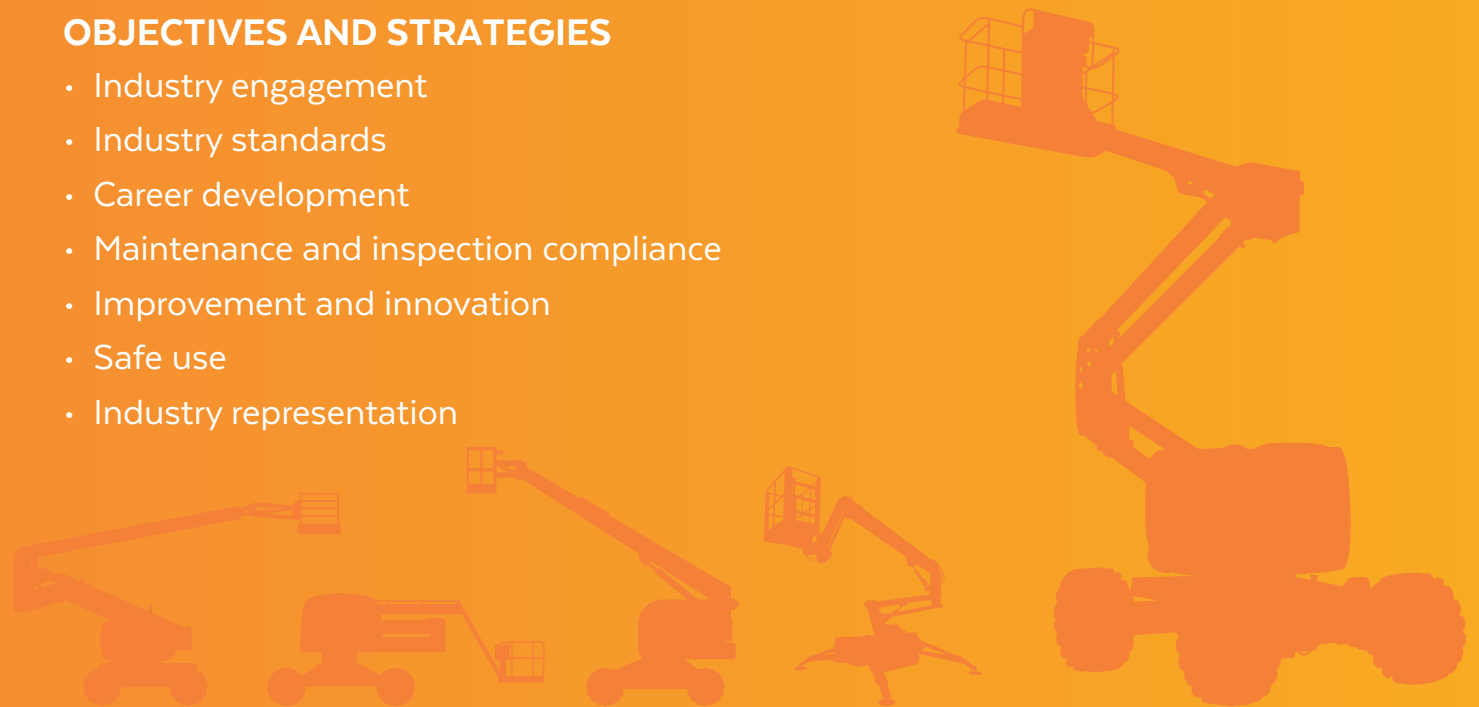 OBJECTIVES AND STRATEGIES
• Industry engagement
• Industry standards
• Career development
• Maintenance and inspection compliance
• Improvement and innovation
• Safe use
• Industry representation